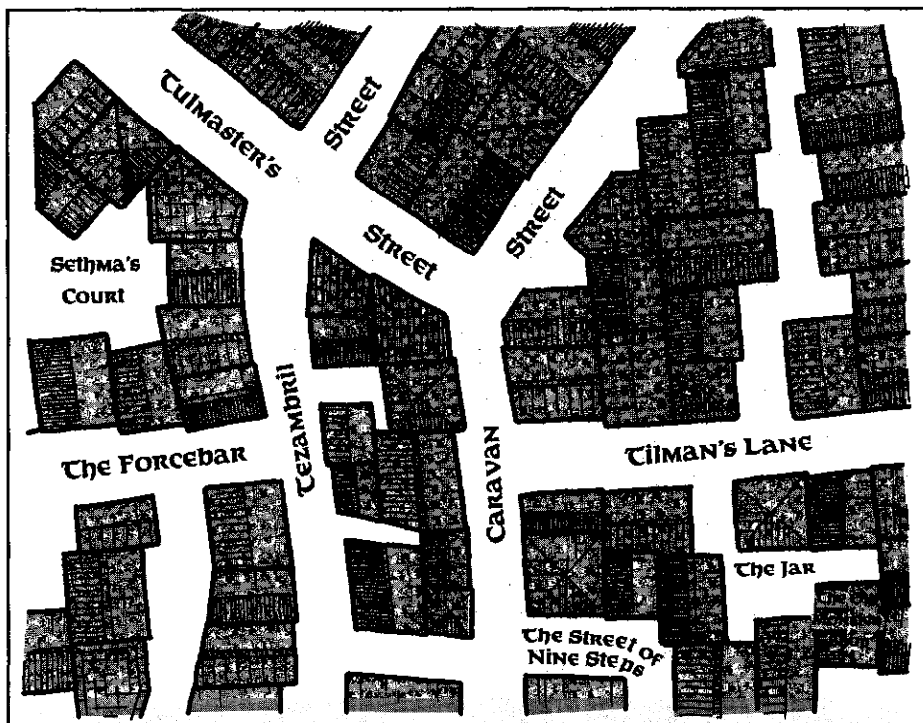 Tulmaster's
Street
Street
Street
Sethma's
Court
Tezambril
Caravan
The Forcebar
Tilman's Lane
The Jar
The Street of
Nine Steps